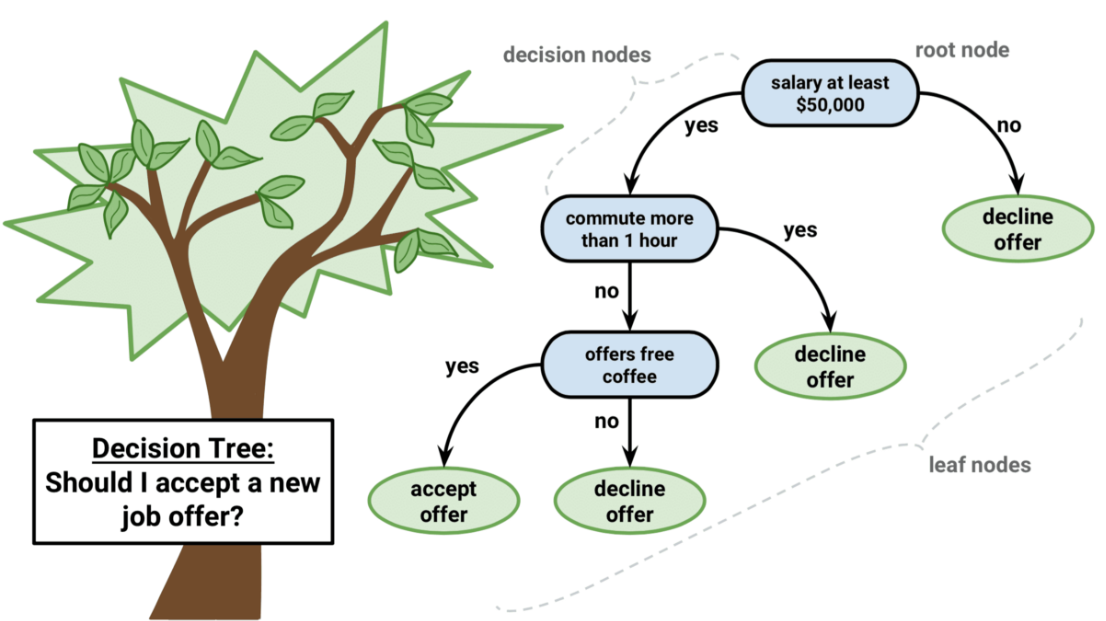 decision nodes
root node
salary at least
$50,000
yes
no
decline
offer
commute more
than 1 hour
yes
no
decline
offer
offers free
coffee
yes
no
accept
offer
decline
offer
leaf nodes
Decision Tree:
Should I accept a new
job offer?